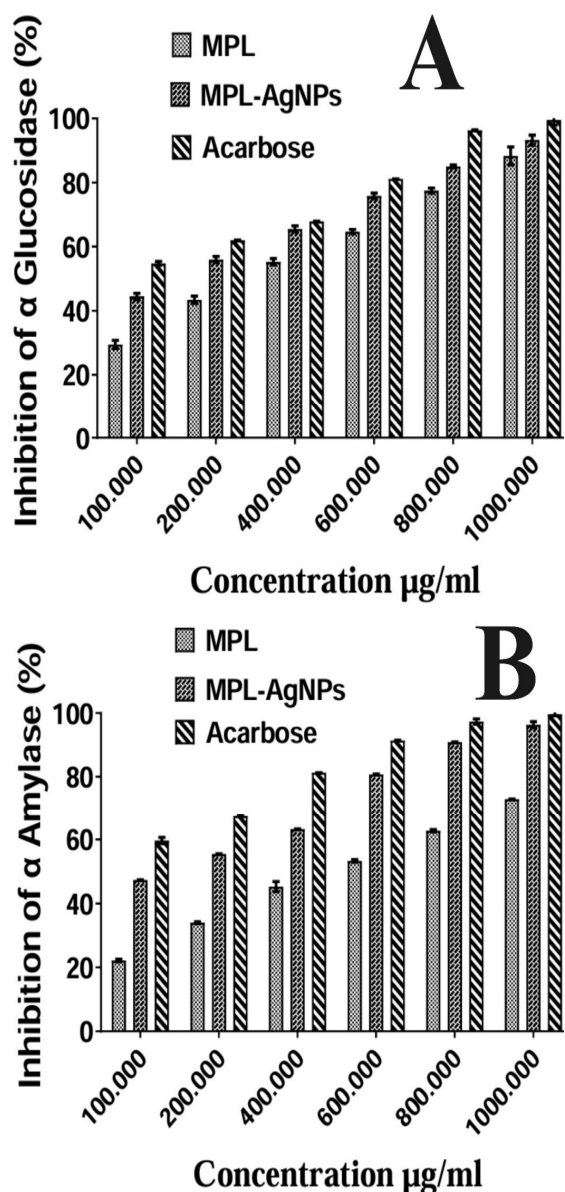 A
MPL
MPL-AgNPs
Acarbose
Inhibition of α Glucosidase (%)
100
80
60
40
20
0
100.000
200.000
400.000
600.000
800.000
1000.000
Concentration µg/ml
B
MPL
MPL-AgNPs
Acarbose
Inhibition of α Amylase (%)
100
80
60
40
20
0
100.000
200.000
400.000
600.000
800.000
1000.000
Concentration µg/ml